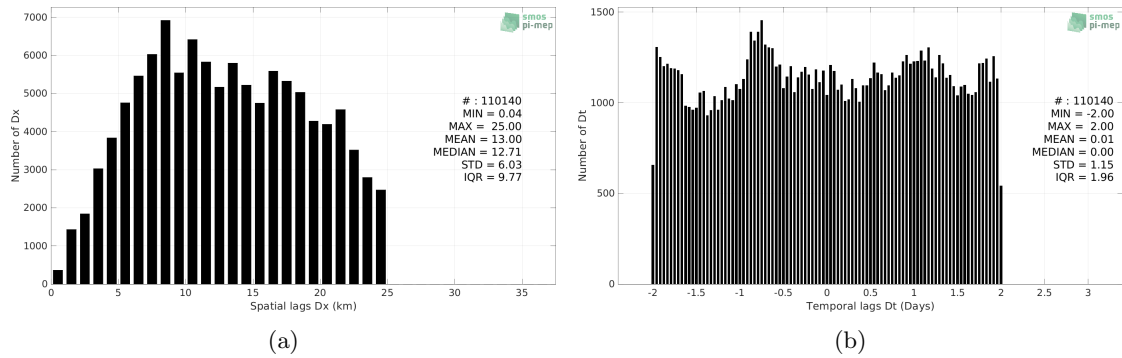 7000
6000
5000
4000
3000
2000
1000
0
Number of Dx
0 5 10 15 20 25 30 35
Spatial lags Dx (km)
smos
pi-mep
# : 110140
MIN = 0.04
MAX = 25.00
MEAN = 13.00
MEDIAN = 12.71
STD = 6.03
IQR = 9.77
(a)
1500
1000
500
0
Number of Dt
-2 -1.5 -1 -0.5 0 0.5 1 1.5 2 2.5 3
Temporal lags Dt (Days)
smos
pi-mep
# : 110140
MIN = -2.00
MAX = 2.00
MEAN = 0.01
MEDIAN = 0.00
STD = 1.15
IQR = 1.96
(b)